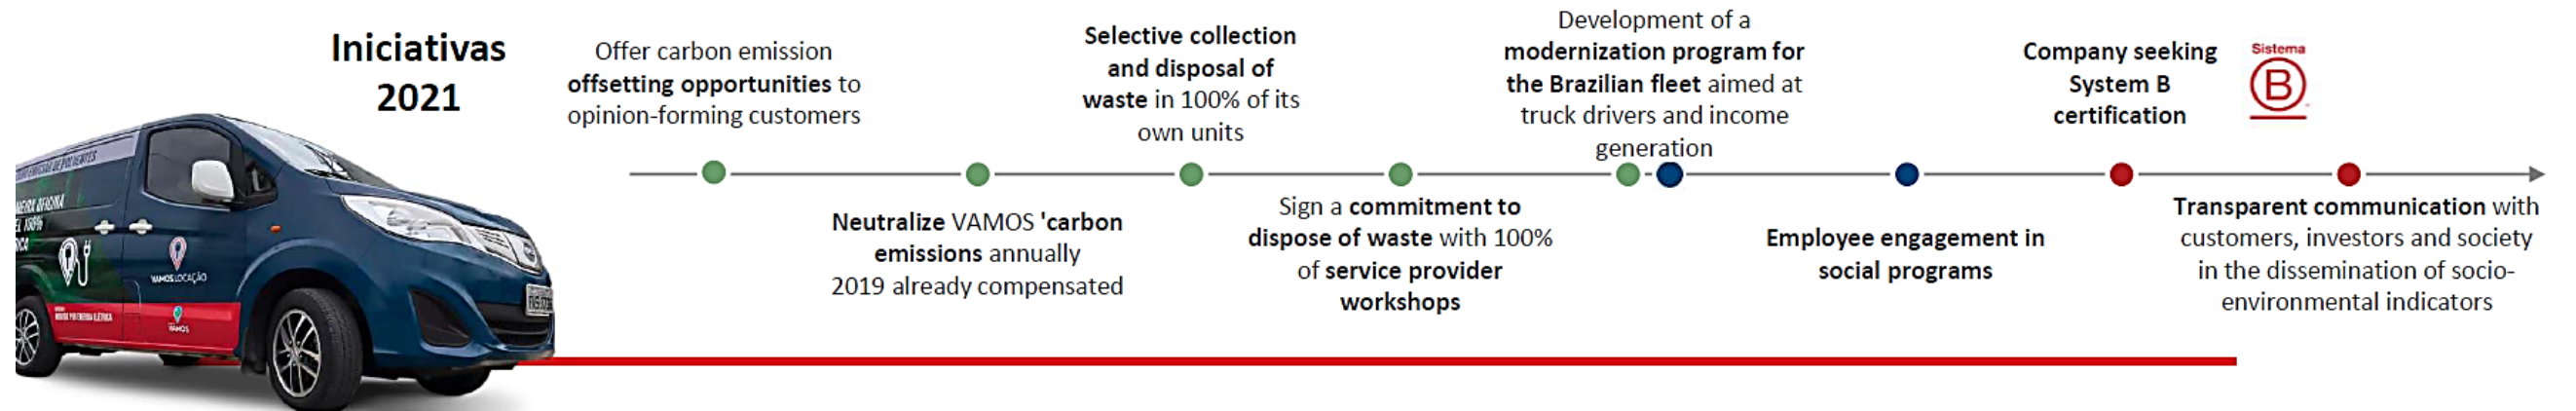 Iniciativas
2021
Offer carbon emission
offsetting opportunities to
opinion-forming customers
Neutralize VAMOS 'carbon
emissions annually
2019 already compensated
Selective collection
and disposal of
waste in 100% of its
own units
Sign a commitment to
dispose of waste with 100%
of service provider
workshops
Development of a
modernization program for
the Brazilian fleet aimed at
truck drivers and income
generation
Employee engagement in
social programs
Company seeking
System B
certification
Sistema
B
Transparent communication with
customers, investors and society
in the dissemination of socio-
environmental indicators
OFICINA
100%
VAMOS LOCAÇÃO
VAMOS